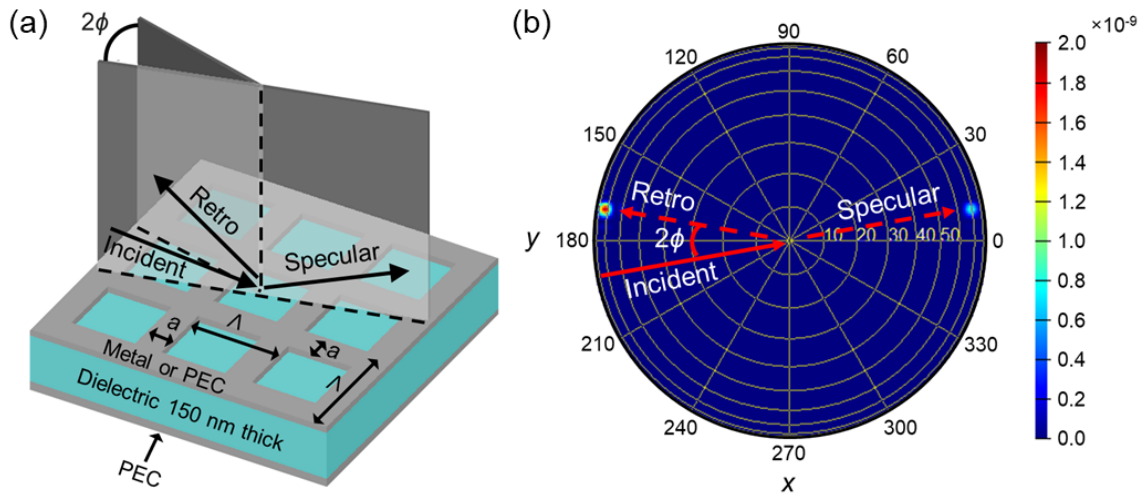 (a)
2ϕ
Retro
Incident
Specular
a
Λ
a
Λ
Metal or PEC
Dielectric 150 nm thick
PEC
(b)
90
120
60
150
30
180
0
210
330
240
300
270
y
x
Retro
Specular
2ϕ
Incident
10 20 30 40 50
×10⁻⁹
2.0
1.8
1.6
1.4
1.2
1.0
0.8
0.6
0.4
0.2
0.0